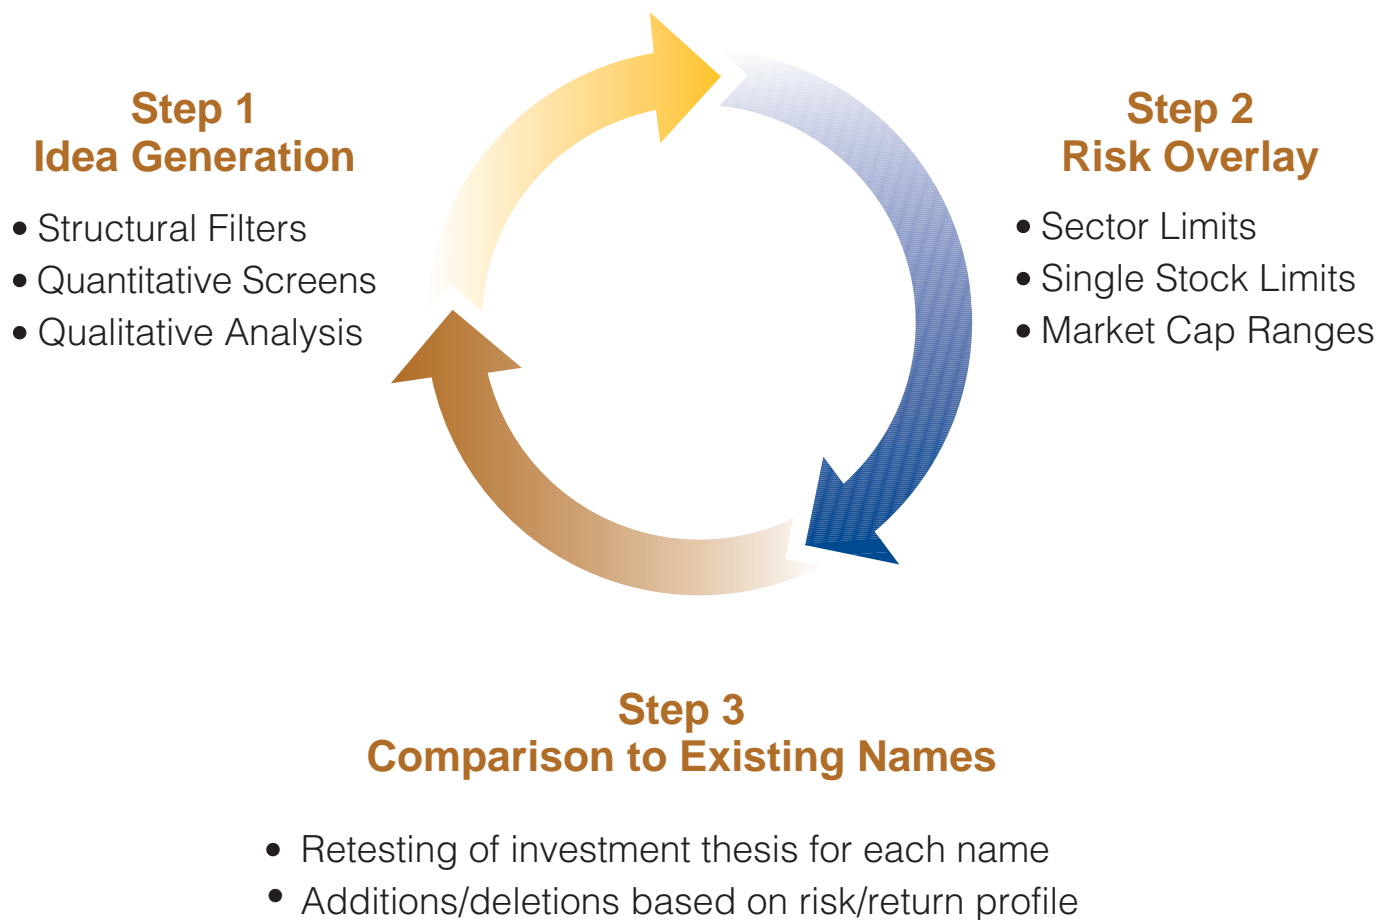 Step 1
Idea Generation
• Structural Filters
• Quantitative Screens
• Qualitative Analysis
Step 2
Risk Overlay
• Sector Limits
• Single Stock Limits
• Market Cap Ranges
Step 3
Comparison to Existing Names
• Retesting of investment thesis for each name
• Additions/deletions based on risk/return profile